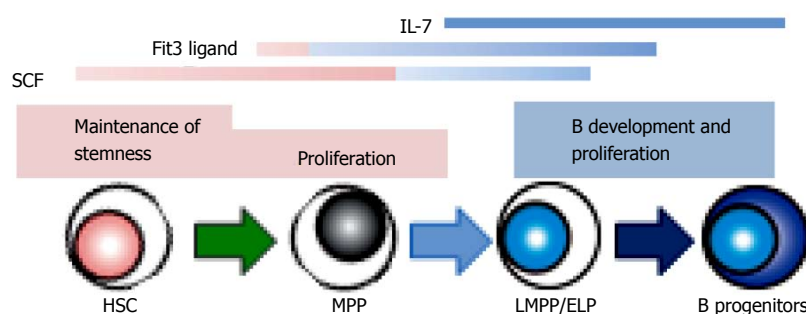 IL-7
Fit3 ligand
SCF
Maintenance of
stemness
Proliferation
B development and
proliferation
HSC
MPP
LMPP/ELP
B progenitors